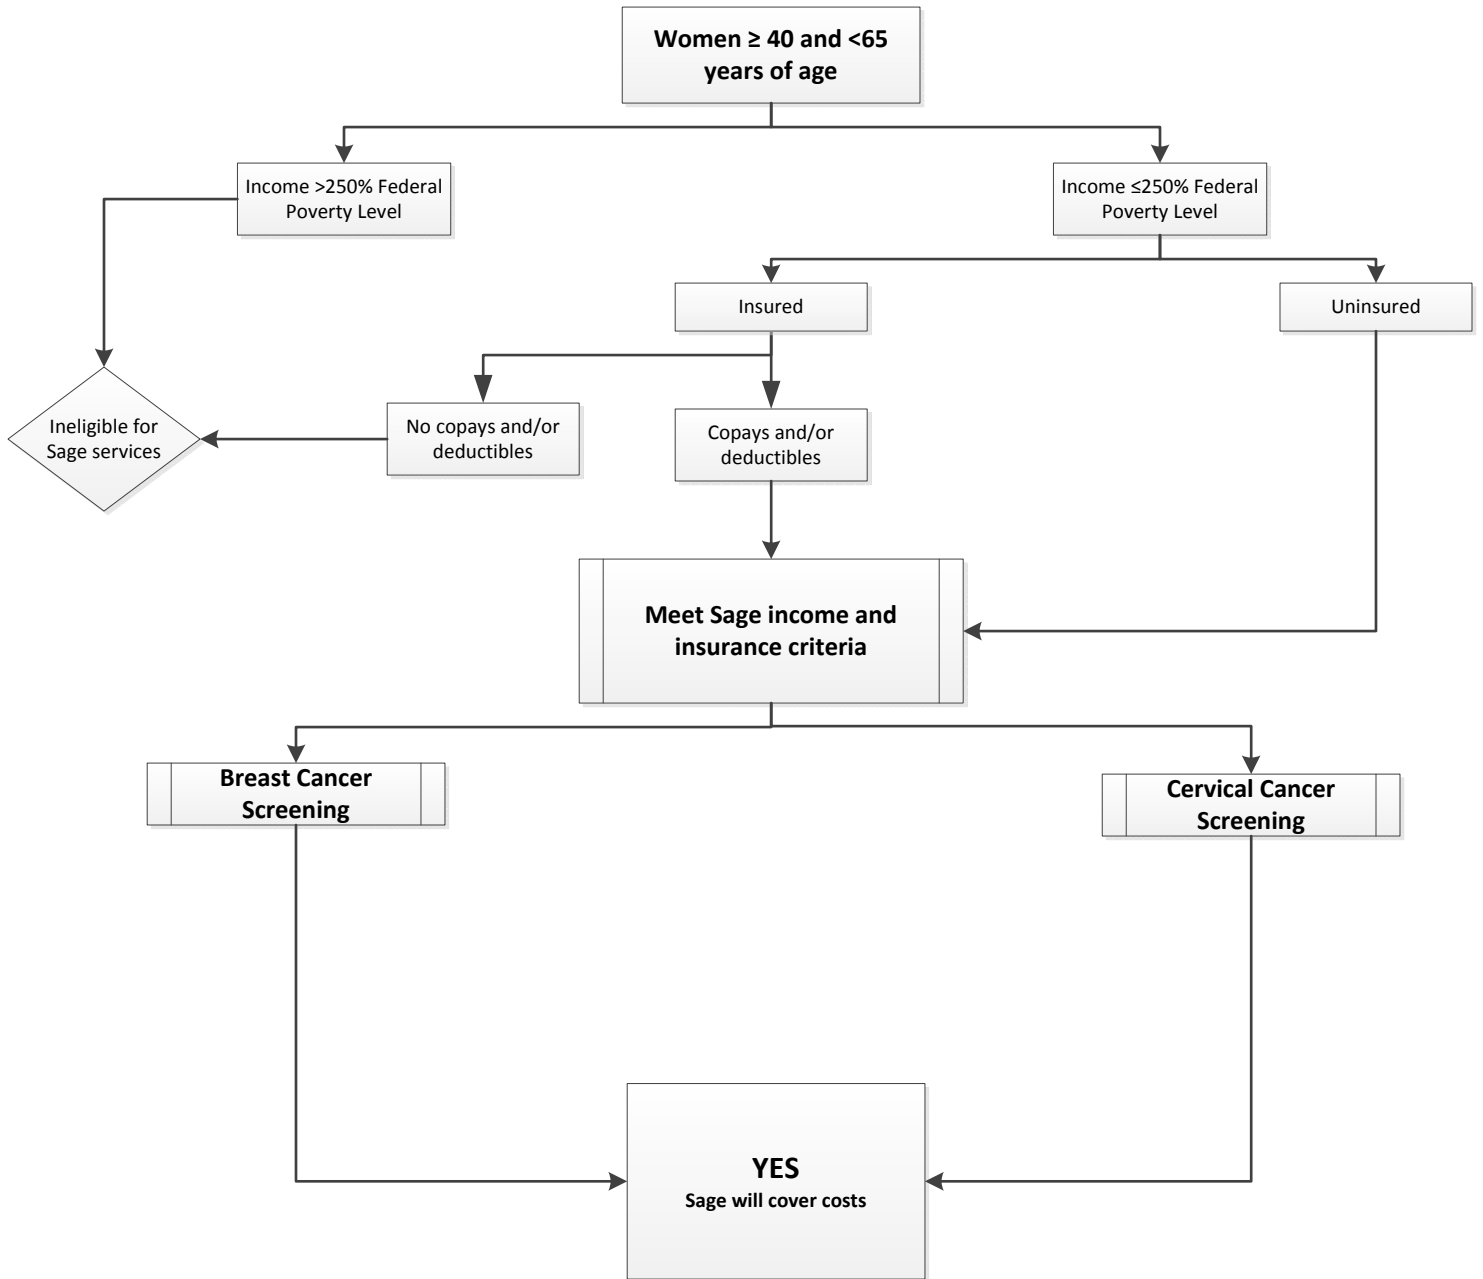 Women ≥ 40 and <65
years of age
Income >250% Federal
Poverty Level
Income ≤250% Federal
Poverty Level
Insured
Uninsured
Ineligible for
Sage services
No copays and/or
deductibles
Copays and/or
deductibles
Meet Sage income and
insurance criteria
Breast Cancer
Screening
Cervical Cancer
Screening
YES
Sage will cover costs